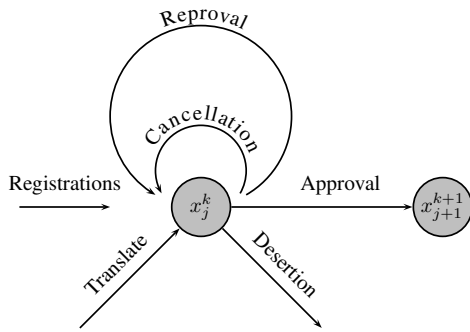 Reproval
Cancellation
Registrations
Approval
x_j^k
x_{j+1}^{k+1}
Translate
Desertion